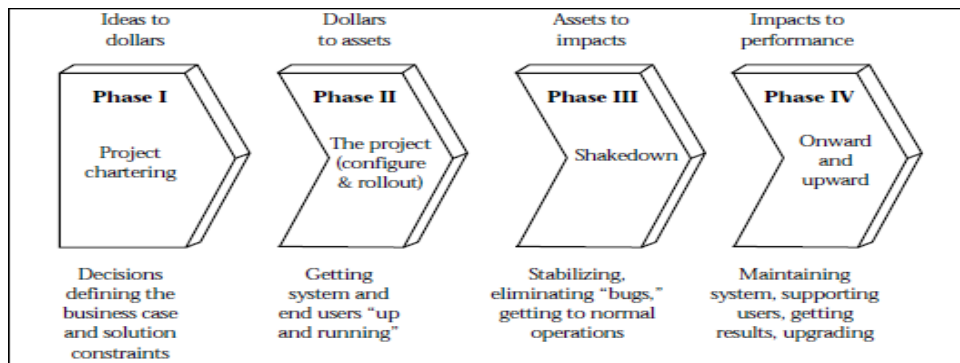 Ideas to
dollars
Dollars
to assets
Assets to
impacts
Impacts to
performance
Phase I
Project
chartering
Phase II
The project
(configure
& rollout)
Phase III
Shakedown
Phase IV
Onward
and
upward
Decisions
defining the
business case
and solution
constraints
Getting
system and
end users “up
and running”
Stabilizing,
eliminating “bugs,”
getting to normal
operations
Maintaining
system, supporting
users, getting
results, upgrading